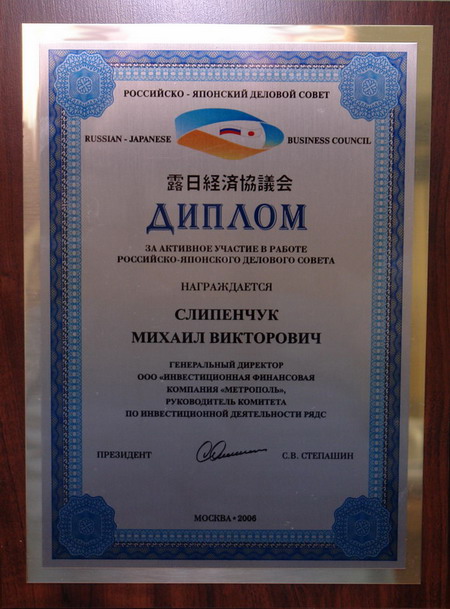 РОССИЙСКО - ЯПОНСКИЙ ДЕЛОВОЙ СОВЕТ
RUSSIAN - JAPANESE BUSINESS COUNCIL
露日経済協議会
ДИПЛОМ
ЗА АКТИВНОЕ УЧАСТИЕ В РАБОТЕ
РОССИЙСКО-ЯПОНСКОГО ДЕЛОВОГО СОВЕТА
НАГРАЖДАЕТСЯ
СЛИПЕНЧУК
МИХАИЛ ВИКТОРОВИЧ
ГЕНЕРАЛЬНЫЙ ДИРЕКТОР
ООО «ИНВЕСТИЦИОННАЯ ФИНАНСОВАЯ
КОМПАНИЯ «МЕТРОПОЛЬ»,
РУКОВОДИТЕЛЬ КОМИТЕТА
ПО ИНВЕСТИЦИОННОЙ ДЕЯТЕЛЬНОСТИ РЯДС
ПРЕЗИДЕНТ С.В. СТЕПАШИН
МОСКВА • 2006